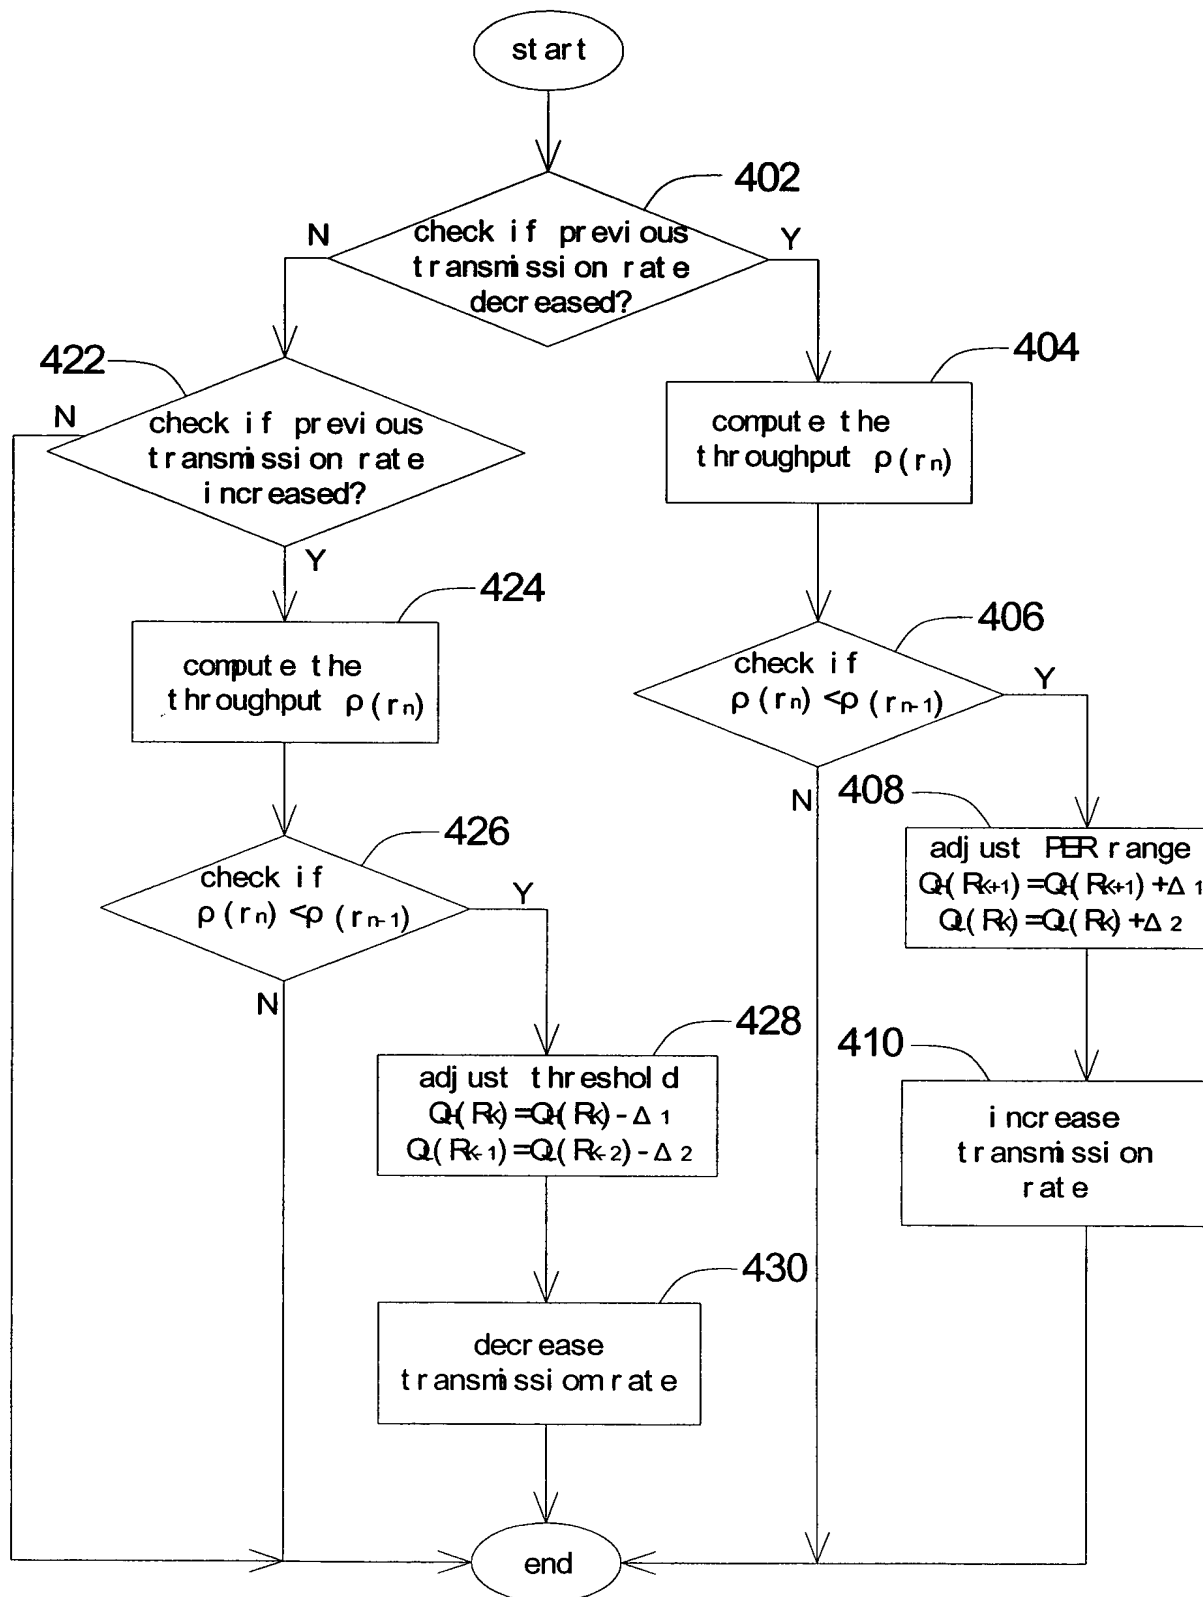 start
402
N
check if previous
transmission rate
decreased?
Y
422
N
check if previous
transmission rate
increased?
Y
404
compute the
throughput ρ(rn)
424
compute the
throughput ρ(rn)
406
check if
ρ(rn)<ρ(rn-1)
Y
N
426
check if
ρ(rn)<ρ(rn-1)
Y
N
408
adjust PER range
QH(RK+1)=QH(RK+1)+Δ1
QL(RK)=QL(RK)+Δ2
428
adjust threshold
QH(RK)=QH(RK)-Δ1
QL(RK-1)=QL(RK-2)-Δ2
410
increase
transmission
rate
430
decrease
transmissiom rate
end